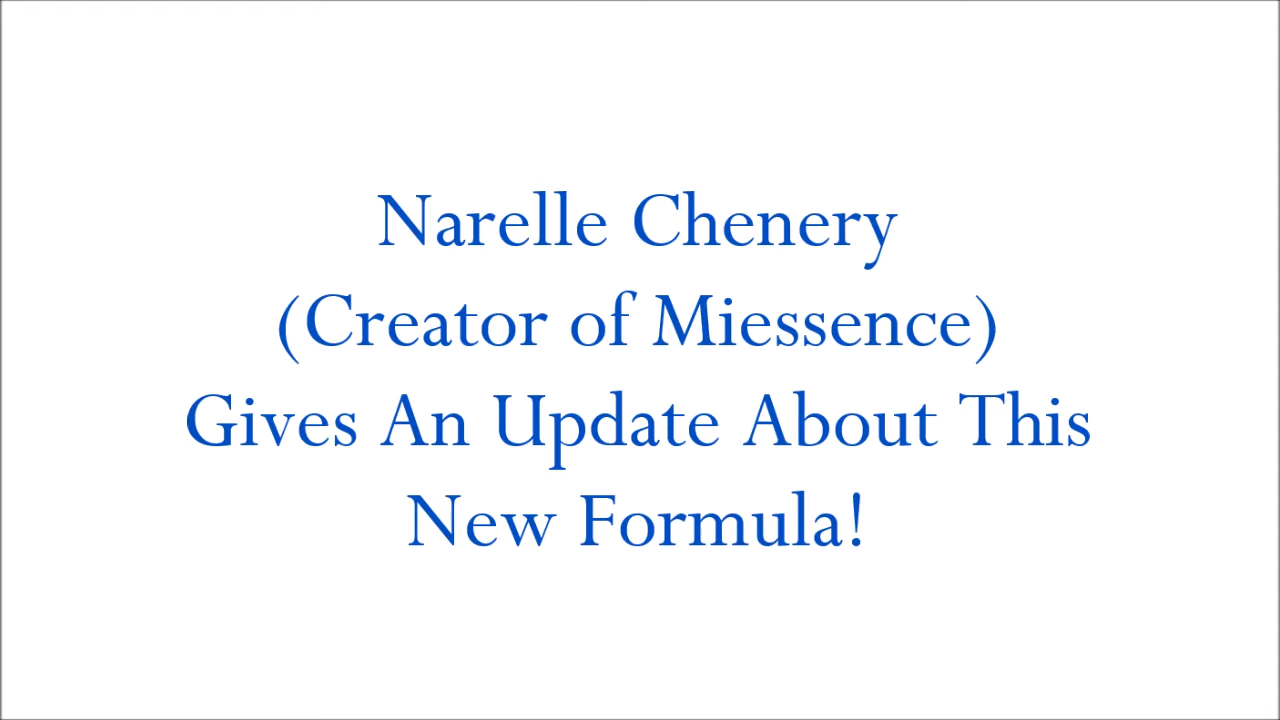 Narelle Chenery
(Creator of Miessence)
Gives An Update About This
New Formula!